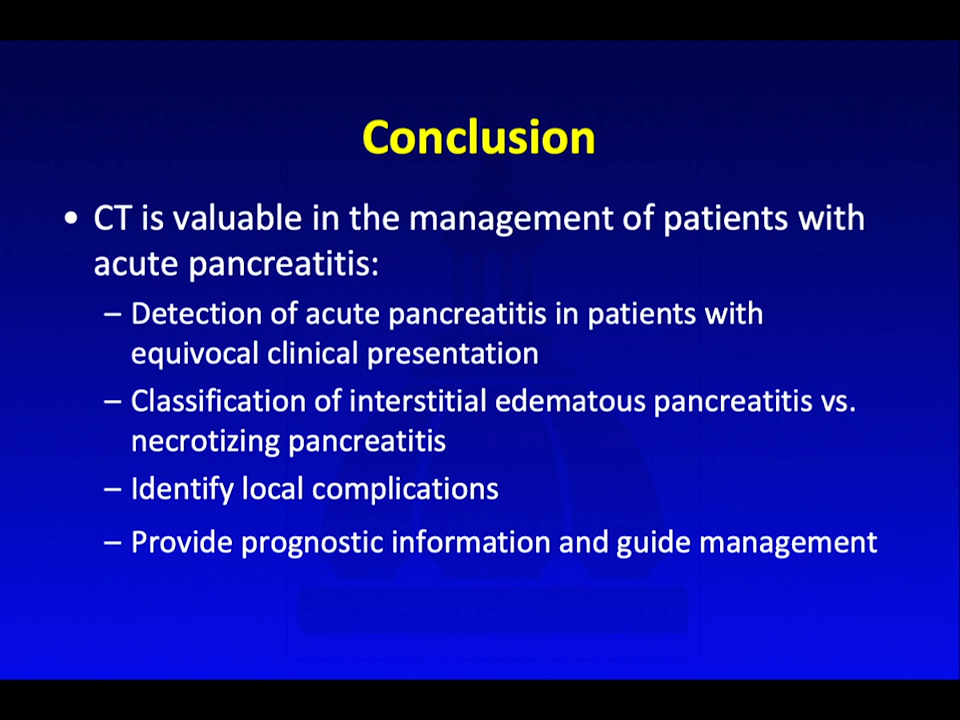 Conclusion
• CT is valuable in the management of patients with
acute pancreatitis:
– Detection of acute pancreatitis in patients with
equivocal clinical presentation
– Classification of interstitial edematous pancreatitis vs.
necrotizing pancreatitis
– Identify local complications
– Provide prognostic information and guide management